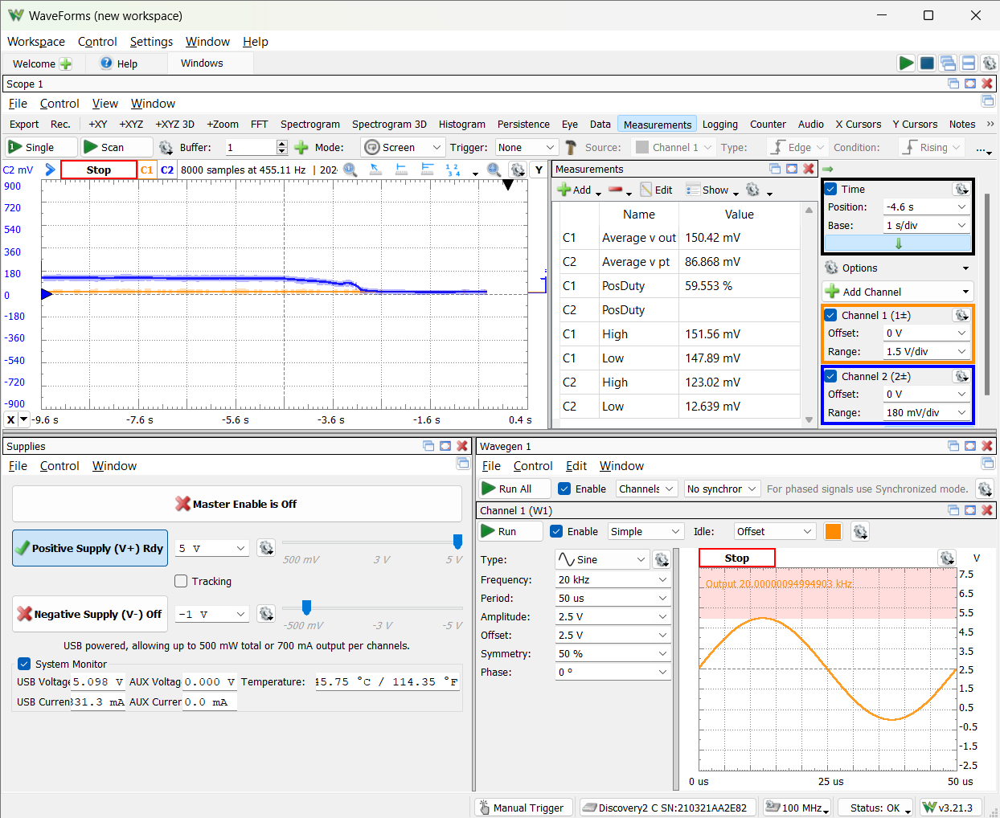 WaveForms (new workspace)
Workspace Control Settings Window Help
Welcome Help Windows
Scope 1
File Control View Window
Export Rec. +XY +XYZ +XYZ 3D +Zoom FFT Spectrogram Spectrogram 3D Histogram Persistence Eye Data Measurements Logging Counter Audio X Cursors Y Cursors Notes »
1 Single Scan Buffer: 1 Mode: Screen Trigger: None Source: Channel 1 Type: Edge Condition: Rising ...
C2 mV Stop C1 C2 8000 samples at 455.11 Hz | 202 Y
900
720
540
360
180
0
-180
-360
-540
-720
-900
X -9.6 s -7.6 s -5.6 s -3.6 s -1.6 s 0.4 s
Measurements
Add Edit Show
Name Value
C1 Average v out 150.42 mV
C2 Average v pt 86.868 mV
C1 PosDuty 59.553 %
C2 PosDuty
C1 High 151.56 mV
C1 Low 147.89 mV
C2 High 123.02 mV
C2 Low 12.639 mV
Time
Position: -4.6 s
Base: 1 s/div
Options
Add Channel
Channel 1 (1±)
Offset: 0 V
Range: 1.5 V/div
Channel 2 (2±)
Offset: 0 V
Range: 180 mV/div
Supplies
File Control Window
Master Enable is Off
Positive Supply (V+) Rdy 5 V
500 mV 3 V 5 V
Tracking
Negative Supply (V-) Off -1 V
-500 mV -3 V -5 V
USB powered, allowing up to 500 mW total or 700 mA output per channels.
System Monitor
USB Voltage 5.098 V AUX Voltag 0.000 V Temperature: 45.75 °C / 114.35 °F
USB Curren 31.3 mA AUX Currer 0.0 mA
Wavegen 1
File Control Edit Window
Run All Enable Channels No synchror For phased signals use Synchronized mode.
Channel 1 (W1)
Run Enable Simple Idle: Offset
Type: Sine
Frequency: 20 kHz
Period: 50 us
Amplitude: 2.5 V
Offset: 2.5 V
Symmetry: 50 %
Phase: 0 º
Stop V
Output 20.00000094994903 kHz
7.5
6.5
5.5
4.5
3.5
2.5
1.5
0.5
-0.5
-1.5
-2.5
0 us 25 us 50 us
Manual Trigger Discovery2 C SN:210321AA2E82 100 MHz Status: OK v3.21.3